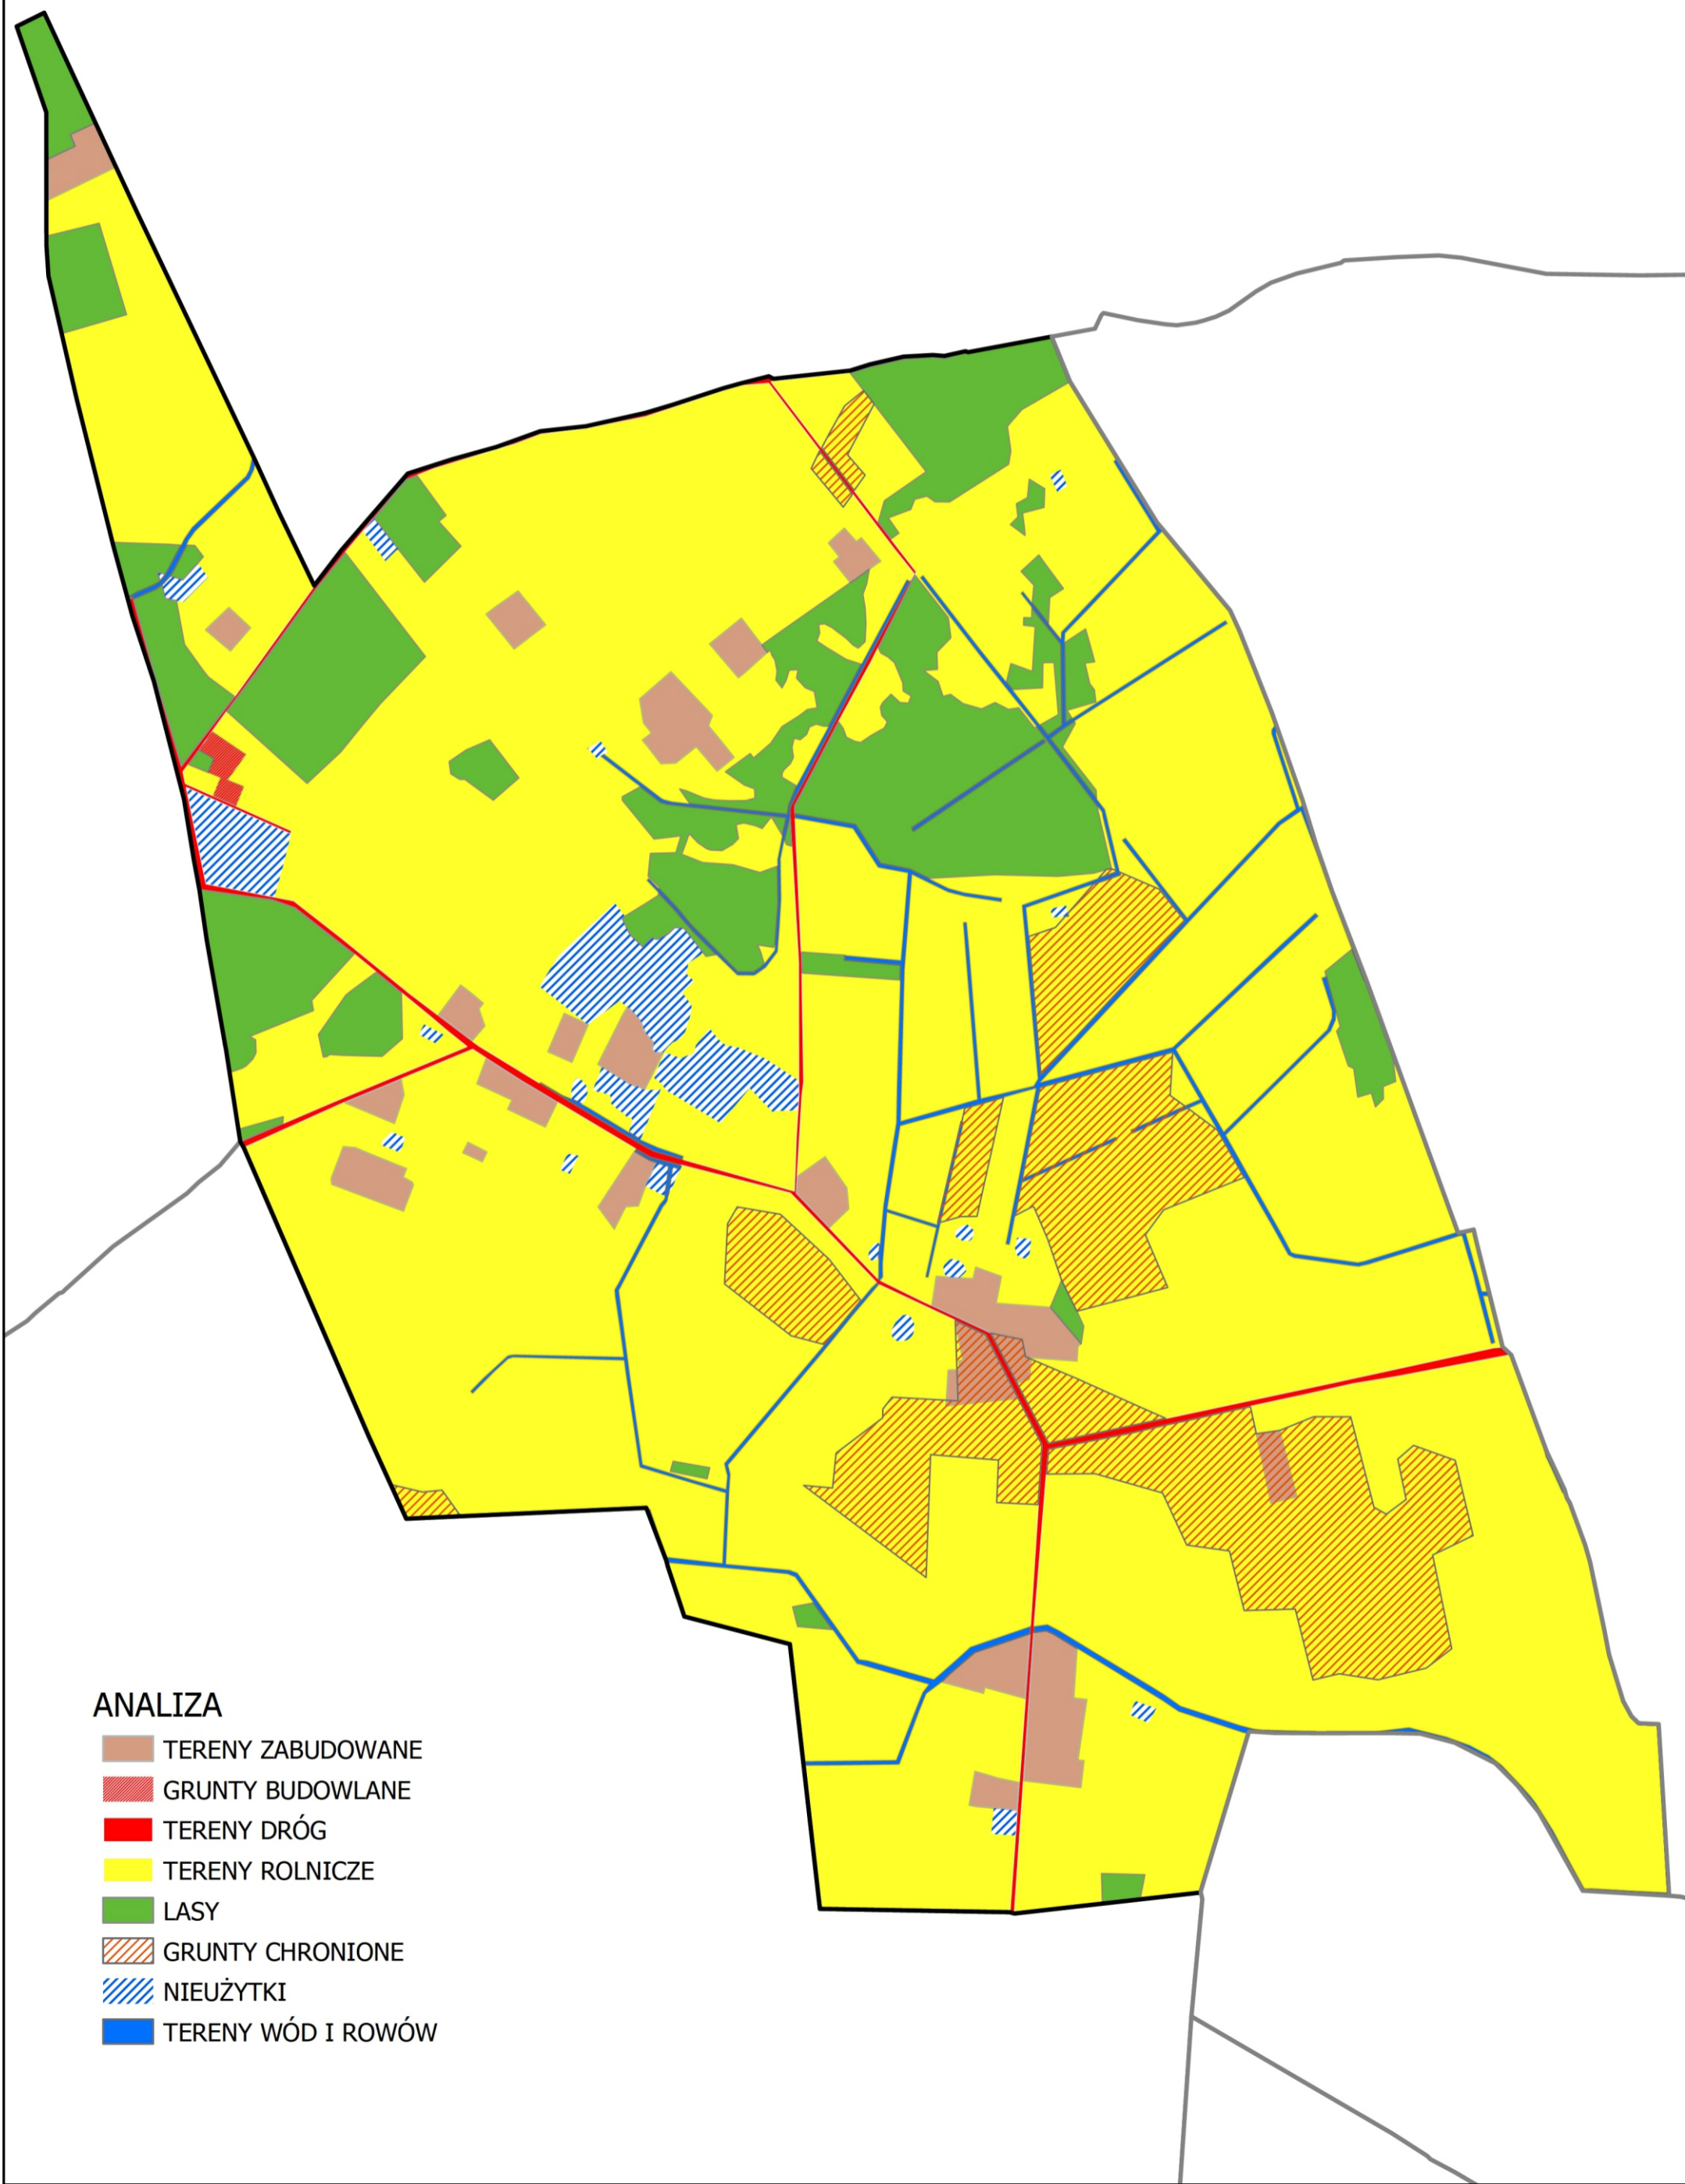 ANALIZA
TERENY ZABUDOWANE
GRUNTY BUDOWLANE
TERENY DRÓG
TERENY ROLNICZE
LASY
GRUNTY CHRONIONE
NIEUŻYTKI
TERENY WÓD I ROWÓW